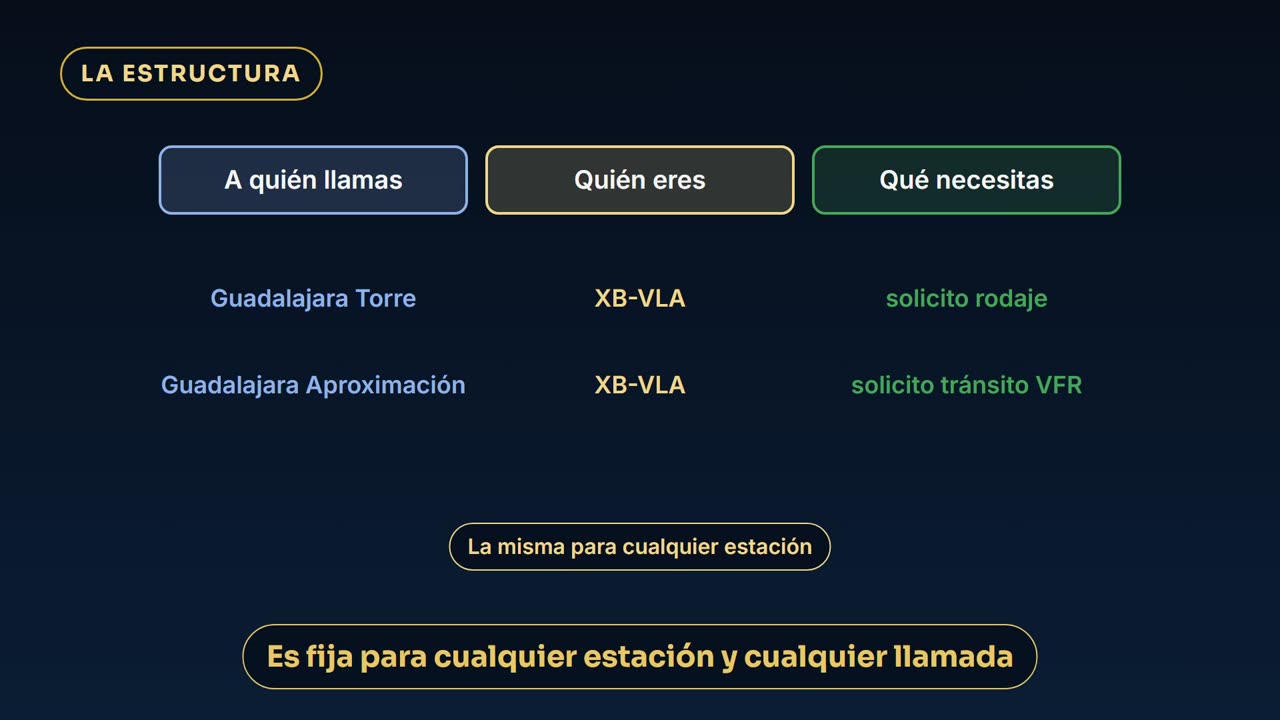 LA ESTRUCTURA
A quién llamas
Quién eres
Qué necesitas
Guadalajara Torre
XB-VLA
solicito rodaje
Guadalajara Aproximación
XB-VLA
solicito tránsito VFR
La misma para cualquier estación
Es fija para cualquier estación y cualquier llamada